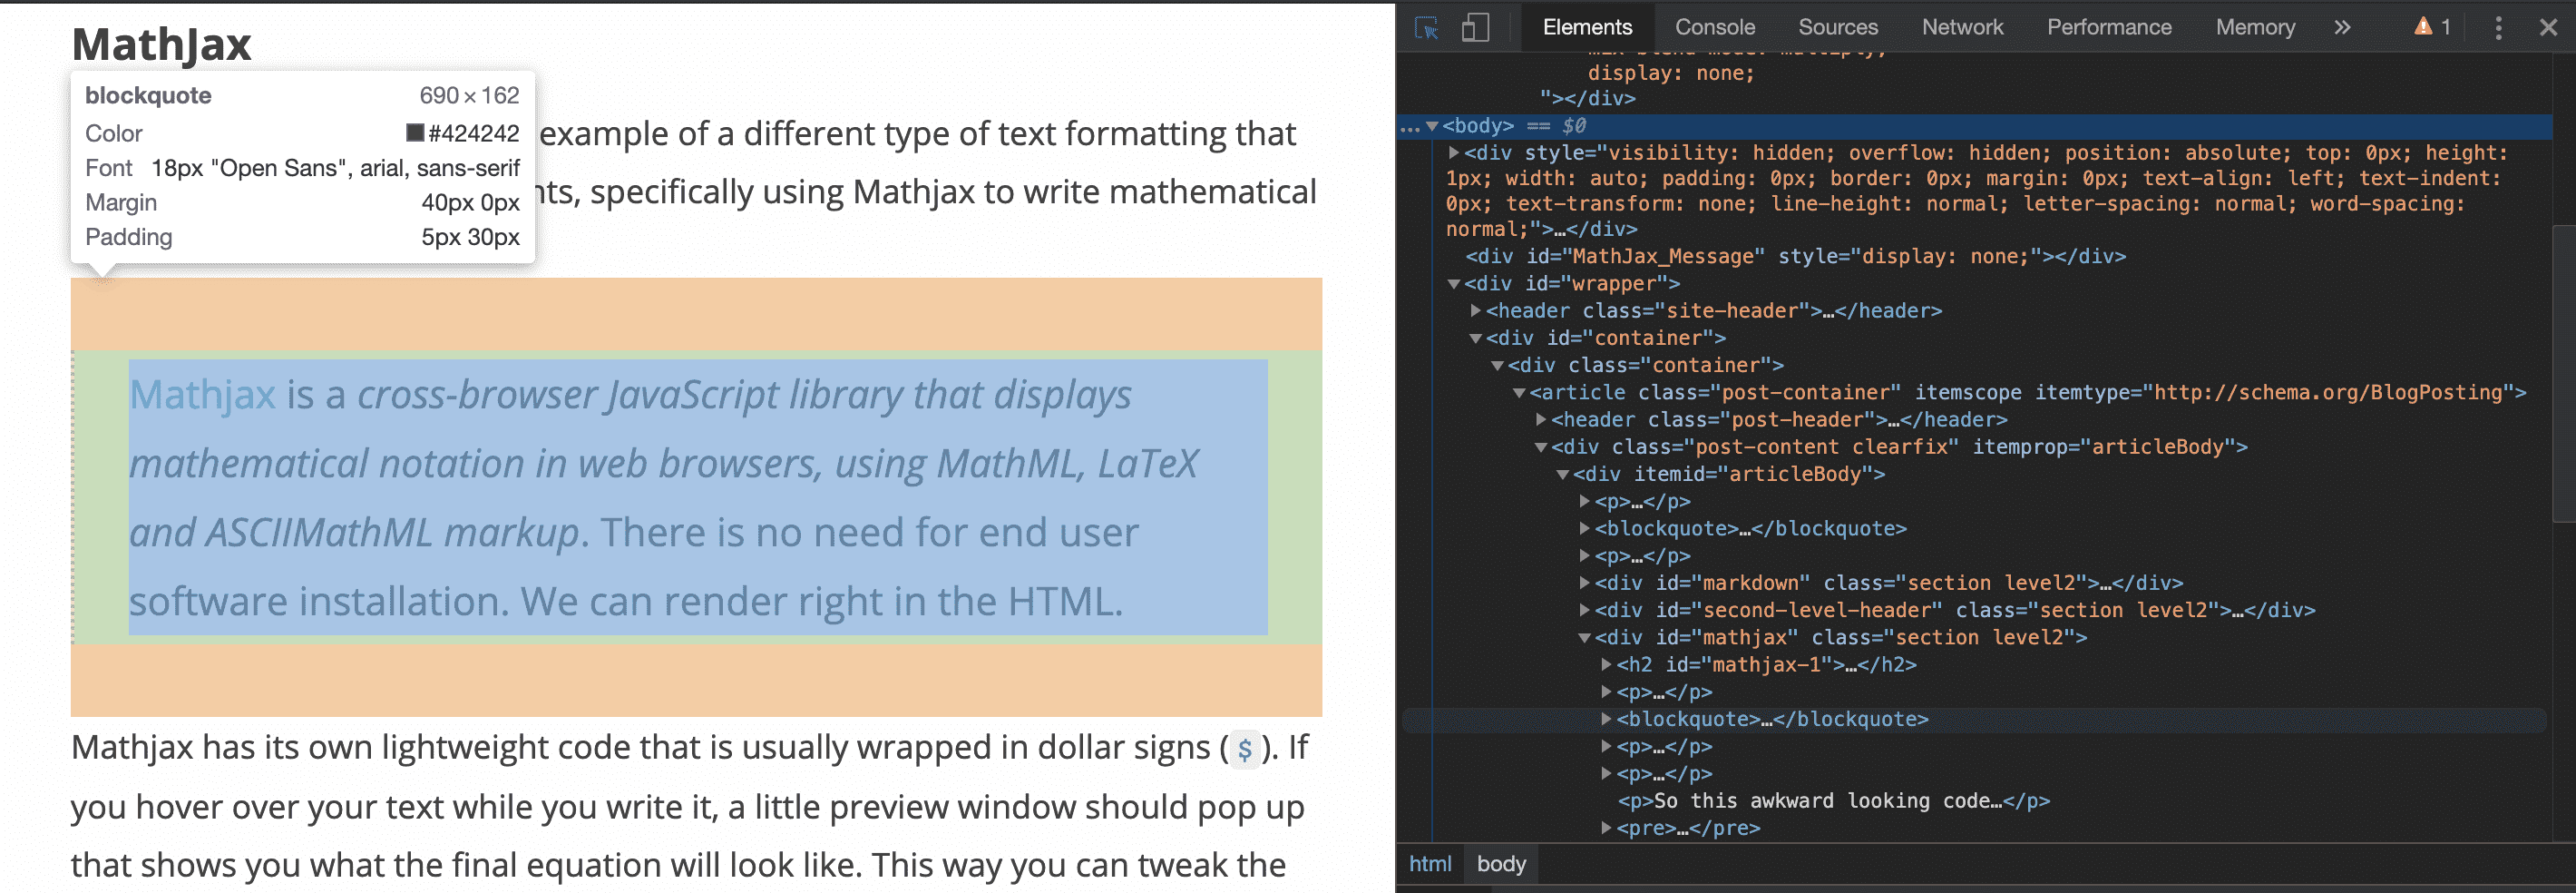 MathJax
blockquote 690 × 162
Color #424242
Font 18px "Open Sans", arial, sans-serif
Margin 40px 0px
Padding 5px 30px
example of a different type of text formatting that
nts, specifically using Mathjax to write mathematical
Mathjax is a cross-browser JavaScript library that displays
mathematical notation in web browsers, using MathML, LaTeX
and ASCIIMathML markup. There is no need for end user
software installation. We can render right in the HTML.
Mathjax has its own lightweight code that is usually wrapped in dollar signs ($). If
you hover over your text while you write it, a little preview window should pop up
that shows you what the final equation will look like. This way you can tweak the
Elements Console Sources Network Performance Memory » 1
mix-blend-mode: multiply;
display: none;
"></div>
… <body> == $0
<div style="visibility: hidden; overflow: hidden; position: absolute; top: 0px; height:
1px; width: auto; padding: 0px; border: 0px; margin: 0px; text-align: left; text-indent:
0px; text-transform: none; line-height: normal; letter-spacing: normal; word-spacing:
normal;">…</div>
<div id="MathJax_Message" style="display: none;"></div>
<div id="wrapper">
<header class="site-header">…</header>
<div id="container">
<div class="container">
<article class="post-container" itemscope itemtype="http://schema.org/BlogPosting">
<header class="post-header">…</header>
<div class="post-content clearfix" itemprop="articleBody">
<div itemid="articleBody">
<p>…</p>
<blockquote>…</blockquote>
<p>…</p>
<div id="markdown" class="section level2">…</div>
<div id="second-level-header" class="section level2">…</div>
<div id="mathjax" class="section level2">
<h2 id="mathjax-1">…</h2>
<p>…</p>
<blockquote>…</blockquote>
<p>…</p>
<p>…</p>
<p>So this awkward looking code…</p>
<pre>…</pre>
html body